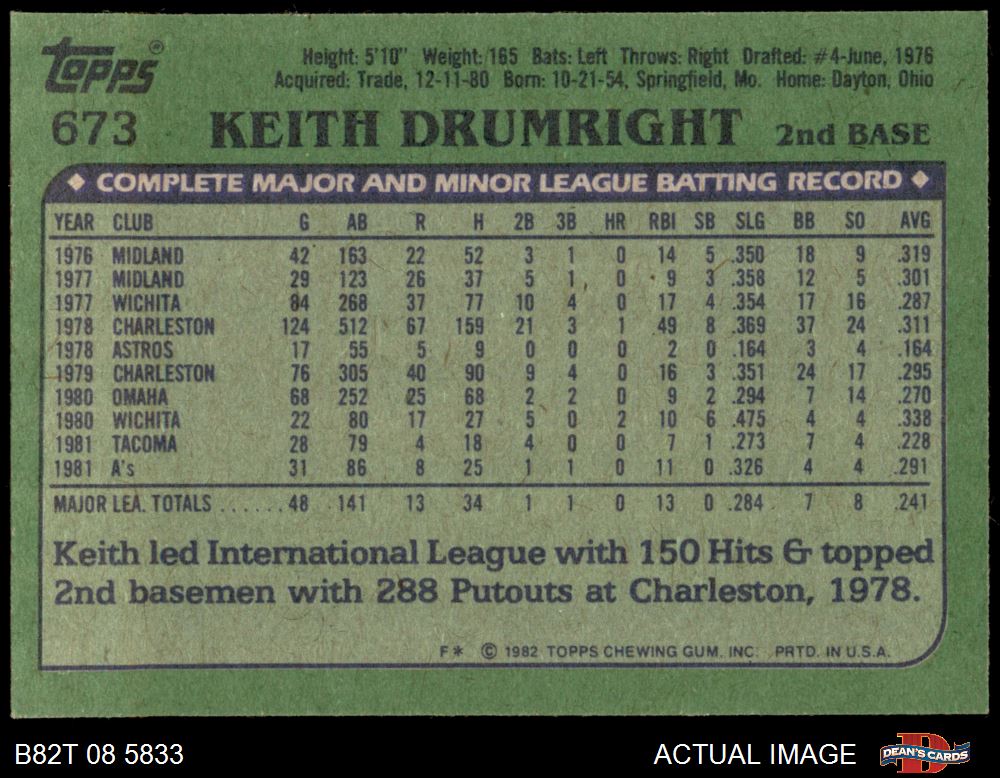 Topps®
Height: 5'10" Weight: 165 Bats: Left Throws: Right Drafted: #4-June, 1976
Acquired: Trade, 12-11-80 Born: 10-21-54, Springfield, Mo. Home: Dayton, Ohio
673 KEITH DRUMRIGHT 2nd BASE
◆ COMPLETE MAJOR AND MINOR LEAGUE BATTING RECORD ◆
YEAR CLUB G AB R H 2B 3B HR RBI SB SLG BB SO AVG
1976 MIDLAND 42 163 22 52 3 1 0 14 5 .350 18 9 .319
1977 MIDLAND 29 123 26 37 5 1 0 9 3 .358 12 5 .301
1977 WICHITA 84 268 37 77 10 4 0 17 4 .354 17 16 .287
1978 CHARLESTON 124 512 67 159 21 3 1 49 8 .369 37 24 .311
1978 ASTROS 17 55 5 9 0 0 0 2 0 .164 3 4 .164
1979 CHARLESTON 76 305 40 90 9 4 0 16 3 .351 24 17 .295
1980 OMAHA 68 252 25 68 2 2 0 9 2 .294 7 14 .270
1980 WICHITA 22 80 17 27 5 0 2 10 6 .475 4 4 .338
1981 TACOMA 28 79 4 18 4 0 0 7 1 .273 7 4 .228
1981 A's 31 86 8 25 1 1 0 11 0 .326 4 4 .291
MAJOR LEA. TOTALS ...... 48 141 13 34 1 1 0 13 0 .284 7 8 .241
Keith led International League with 150 Hits & topped
2nd basemen with 288 Putouts at Charleston, 1978.
F* © 1982 TOPPS CHEWING GUM. INC. PRTD. IN U.S.A.
B82T 08 5833 ACTUAL IMAGE DEAN'S CARDS